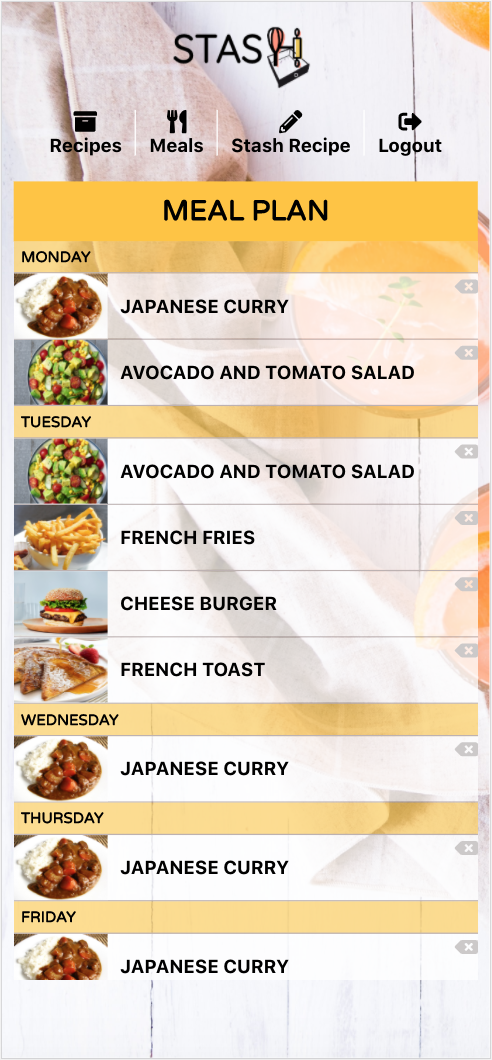 STASH
Recipes
Meals
Stash Recipe
Logout
MEAL PLAN
MONDAY
JAPANESE CURRY
AVOCADO AND TOMATO SALAD
TUESDAY
AVOCADO AND TOMATO SALAD
FRENCH FRIES
CHEESE BURGER
FRENCH TOAST
WEDNESDAY
JAPANESE CURRY
THURSDAY
JAPANESE CURRY
FRIDAY
JAPANESE CURRY